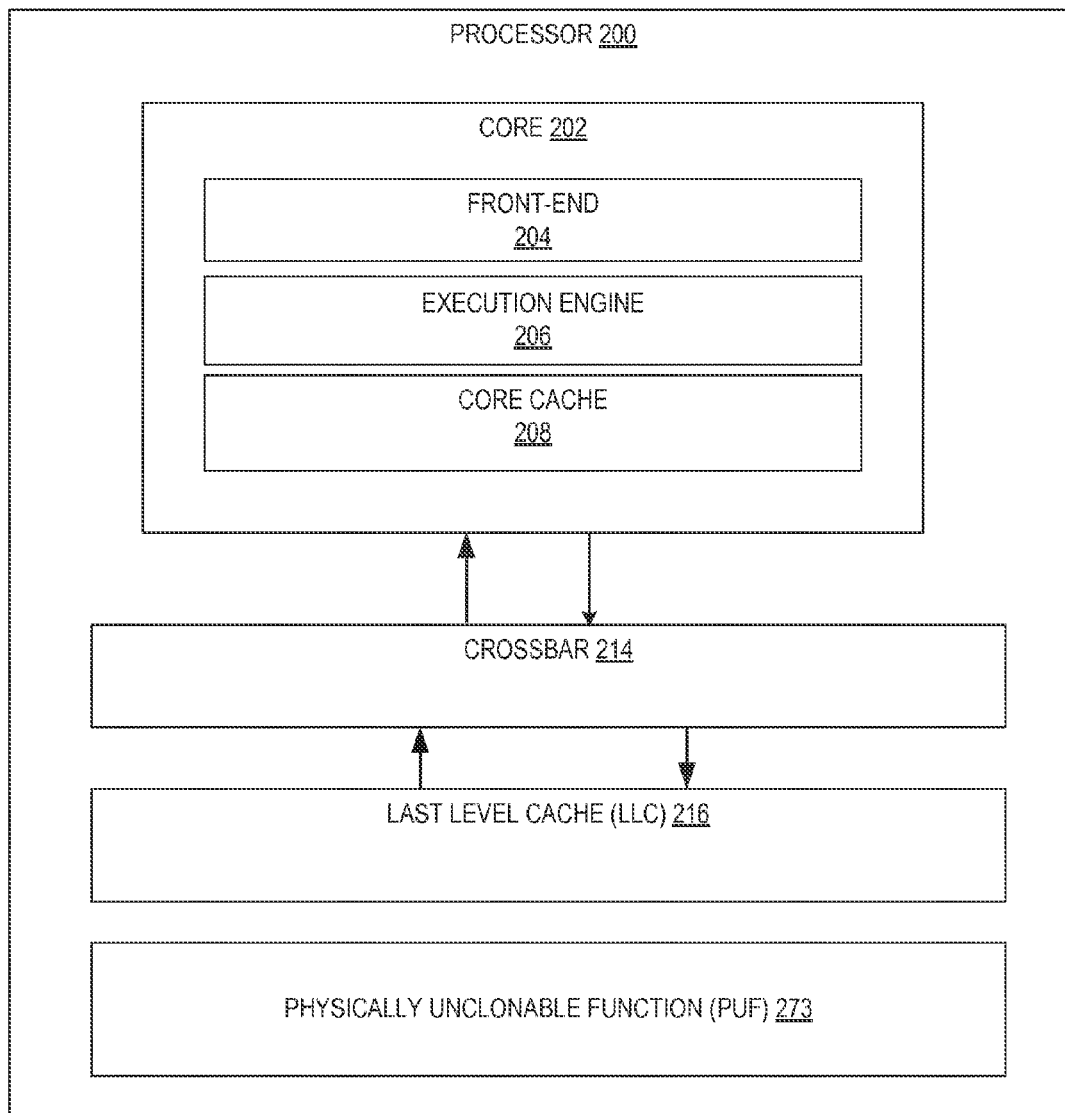 PROCESSOR 200
CORE 202
FRONT-END
204
EXECUTION ENGINE
206
CORE CACHE
208
CROSSBAR 214
LAST LEVEL CACHE (LLC) 216
PHYSICALLY UNCLONABLE FUNCTION (PUF) 273